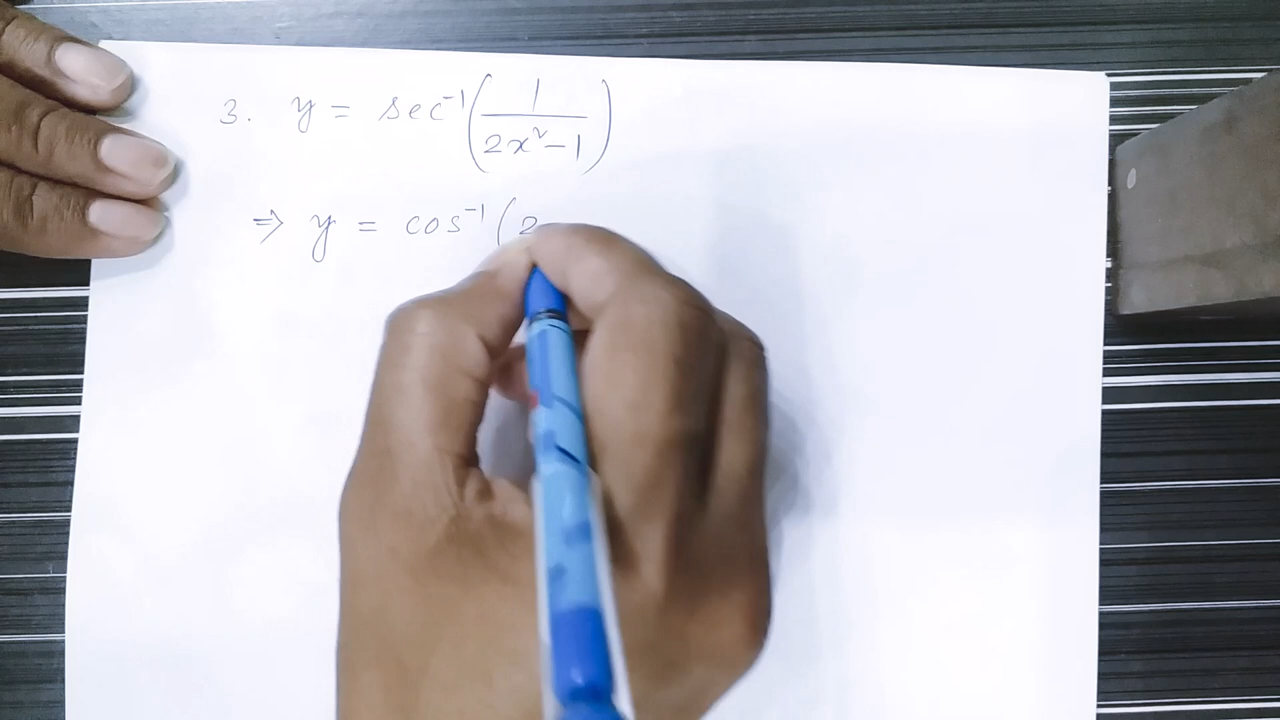 3. y = sec⁻¹(1/(2x²-1))
⇒ y = cos⁻¹(2